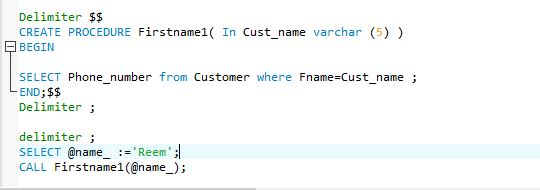 Delimiter $$
CREATE PROCEDURE Firstname1( In Cust_name varchar (5) )
BEGIN
SELECT Phone_number from Customer where Fname=Cust_name ;
END;$$
Delimiter ;
delimiter ;
SELECT @name_ :='Reem';
CALL Firstname1(@name_);